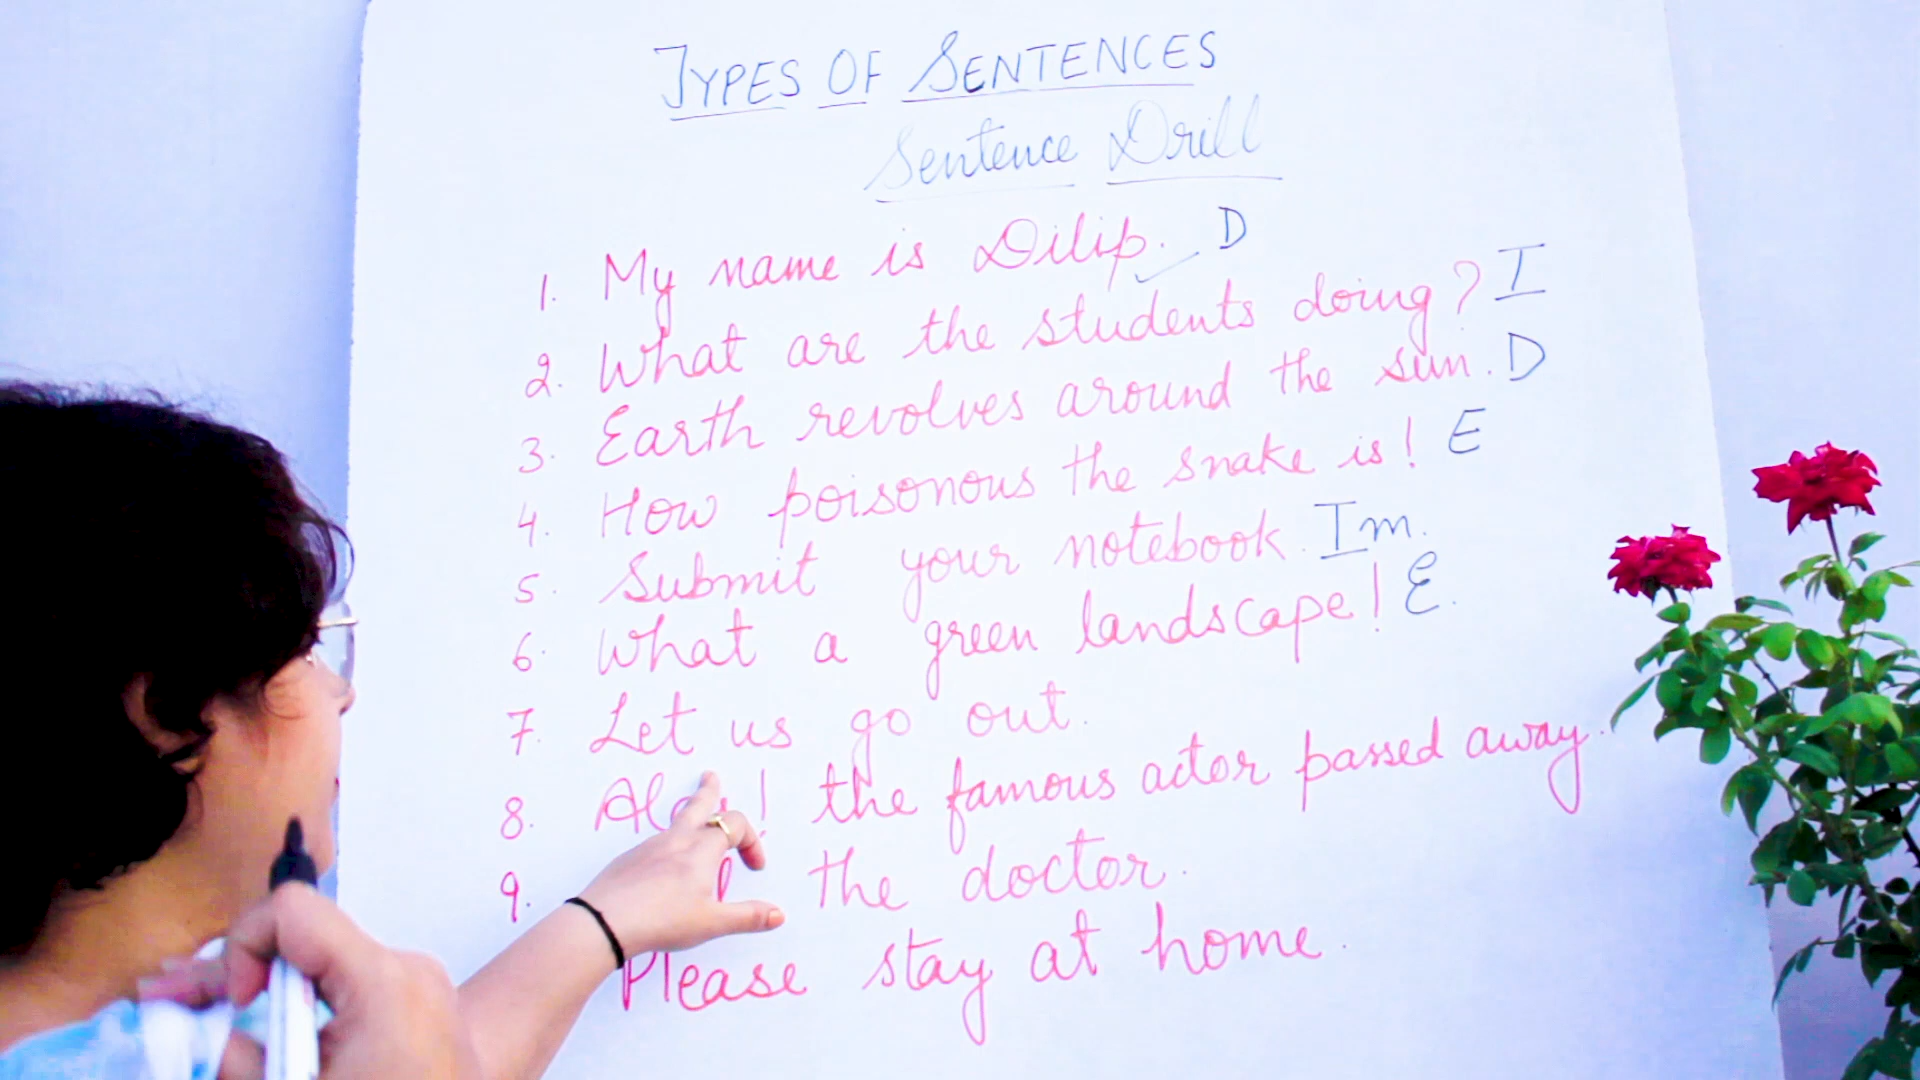 TYPES OF SENTENCES
Sentence Drill
1. My name is Dilip. D
2. What are the students doing? I
3. Earth revolves around the sun. D
4. How poisonous the snake is! E
5. Submit your notebook. Im.
6. What a green landscape! E.
7. Let us go out.
8. Alas! the famous actor passed away.
9. the doctor.
Please stay at home.